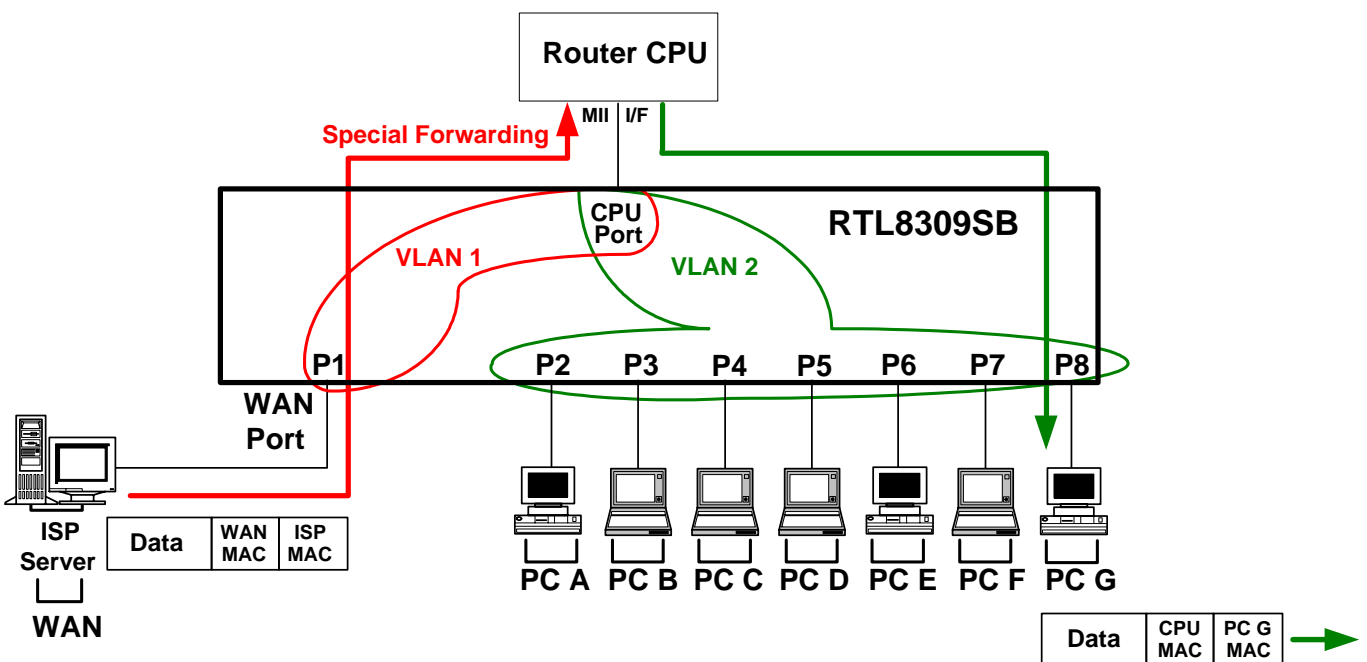 Router CPU
MII I/F
Special Forwarding
CPU
Port
RTL8309SB
VLAN 1
VLAN 2
P1 P2 P3 P4 P5 P6 P7 P8
WAN
Port
ISP
Server
WAN
Data WAN MAC ISP MAC
PC A PC B PC C PC D PC E PC F PC G
Data CPU MAC PC G MAC